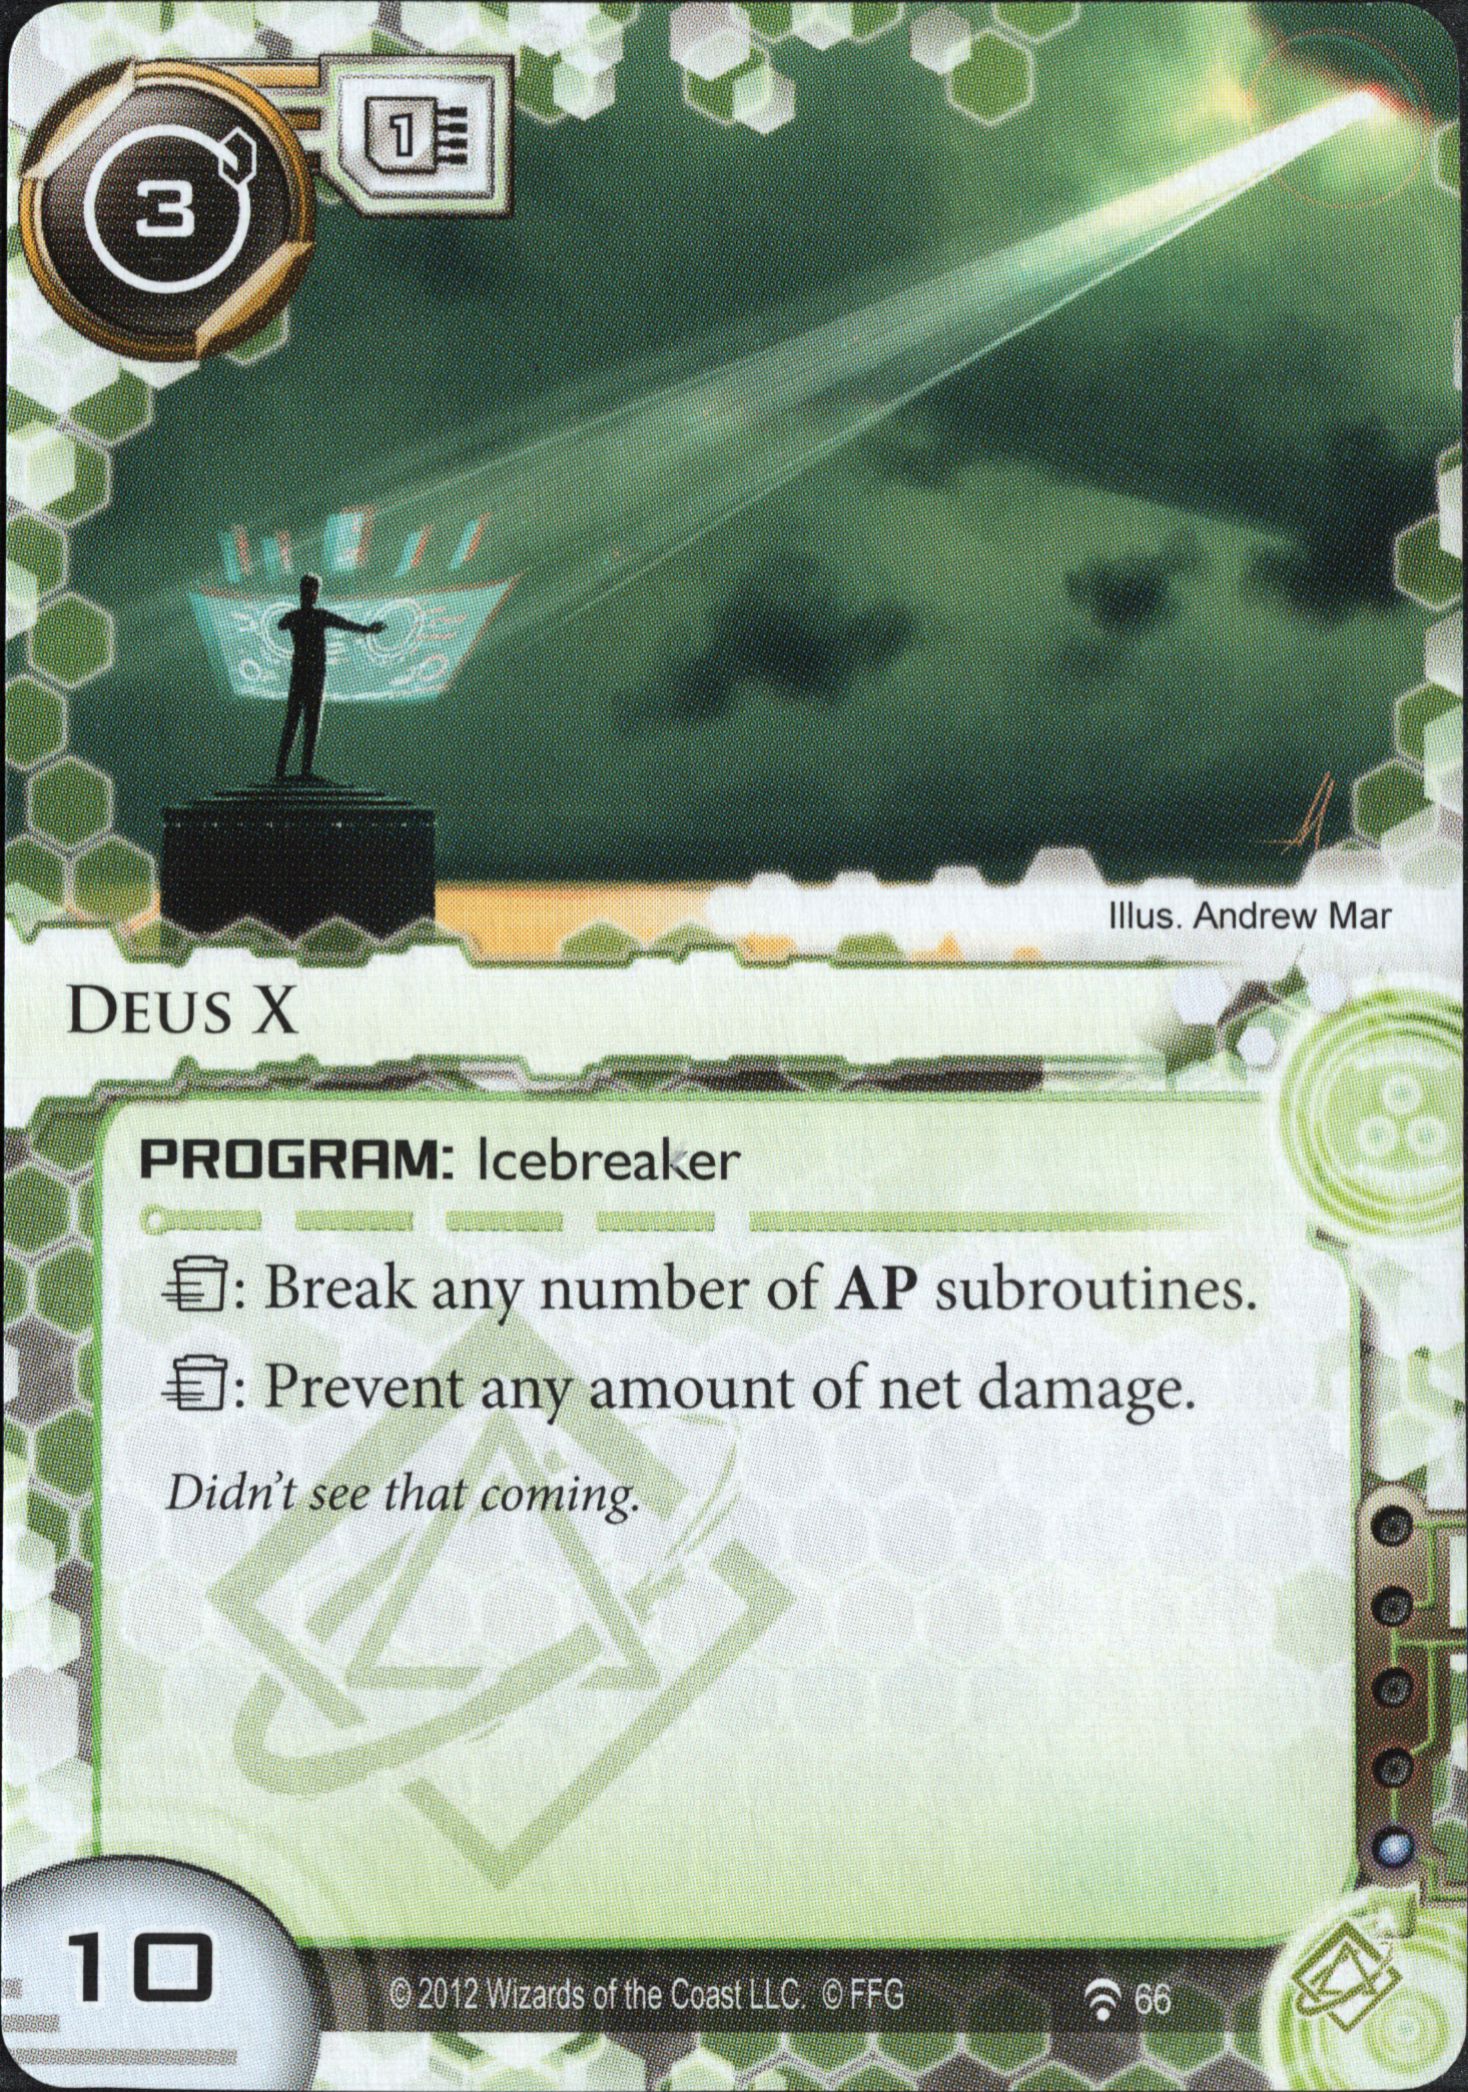 3
1
Illus. Andrew Mar
Deus X
PROGRAM: Icebreaker
: Break any number of AP subroutines.
: Prevent any amount of net damage.
Didn't see that coming.
10
© 2012 Wizards of the Coast LLC. © FFG
66